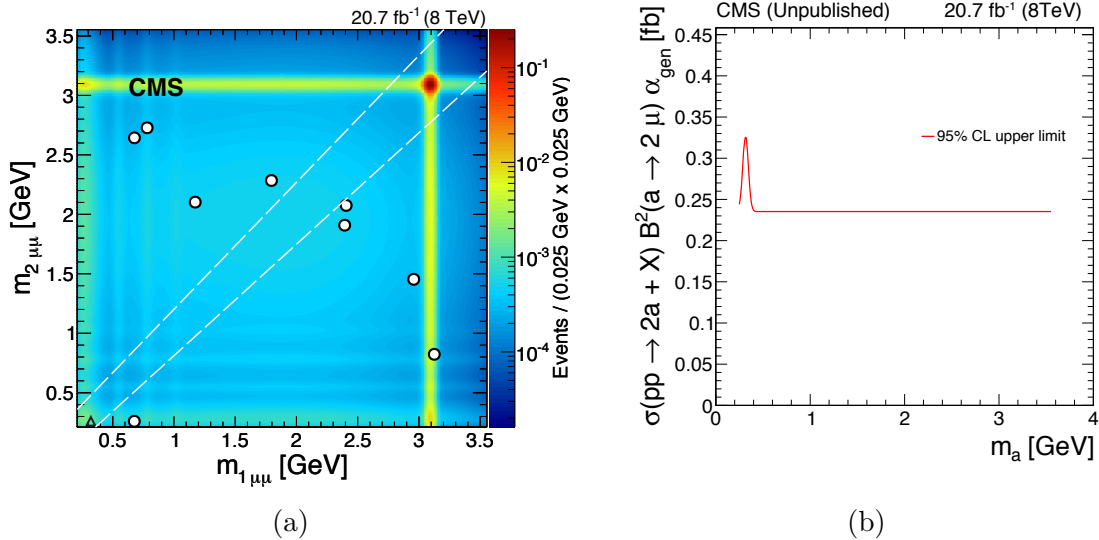 20.7 fb⁻¹ (8 TeV)
CMS
m₂ μμ [GeV]
3.5
3
2.5
2
1.5
1
0.5
0.5 1 1.5 2 2.5 3 3.5
m₁ μμ [GeV]
10⁻¹
10⁻²
10⁻³
10⁻⁴
Events / (0.025 GeV x 0.025 GeV)
(a)
CMS (Unpublished) 20.7 fb⁻¹ (8TeV)
σ(pp → 2a + X) B²(a → 2 μ) α_gen [fb]
0.45
0.4
0.35
0.3
0.25
0.2
0.15
0.1
0.05
0
95% CL upper limit
0 1 2 3 4
mₐ [GeV]
(b)